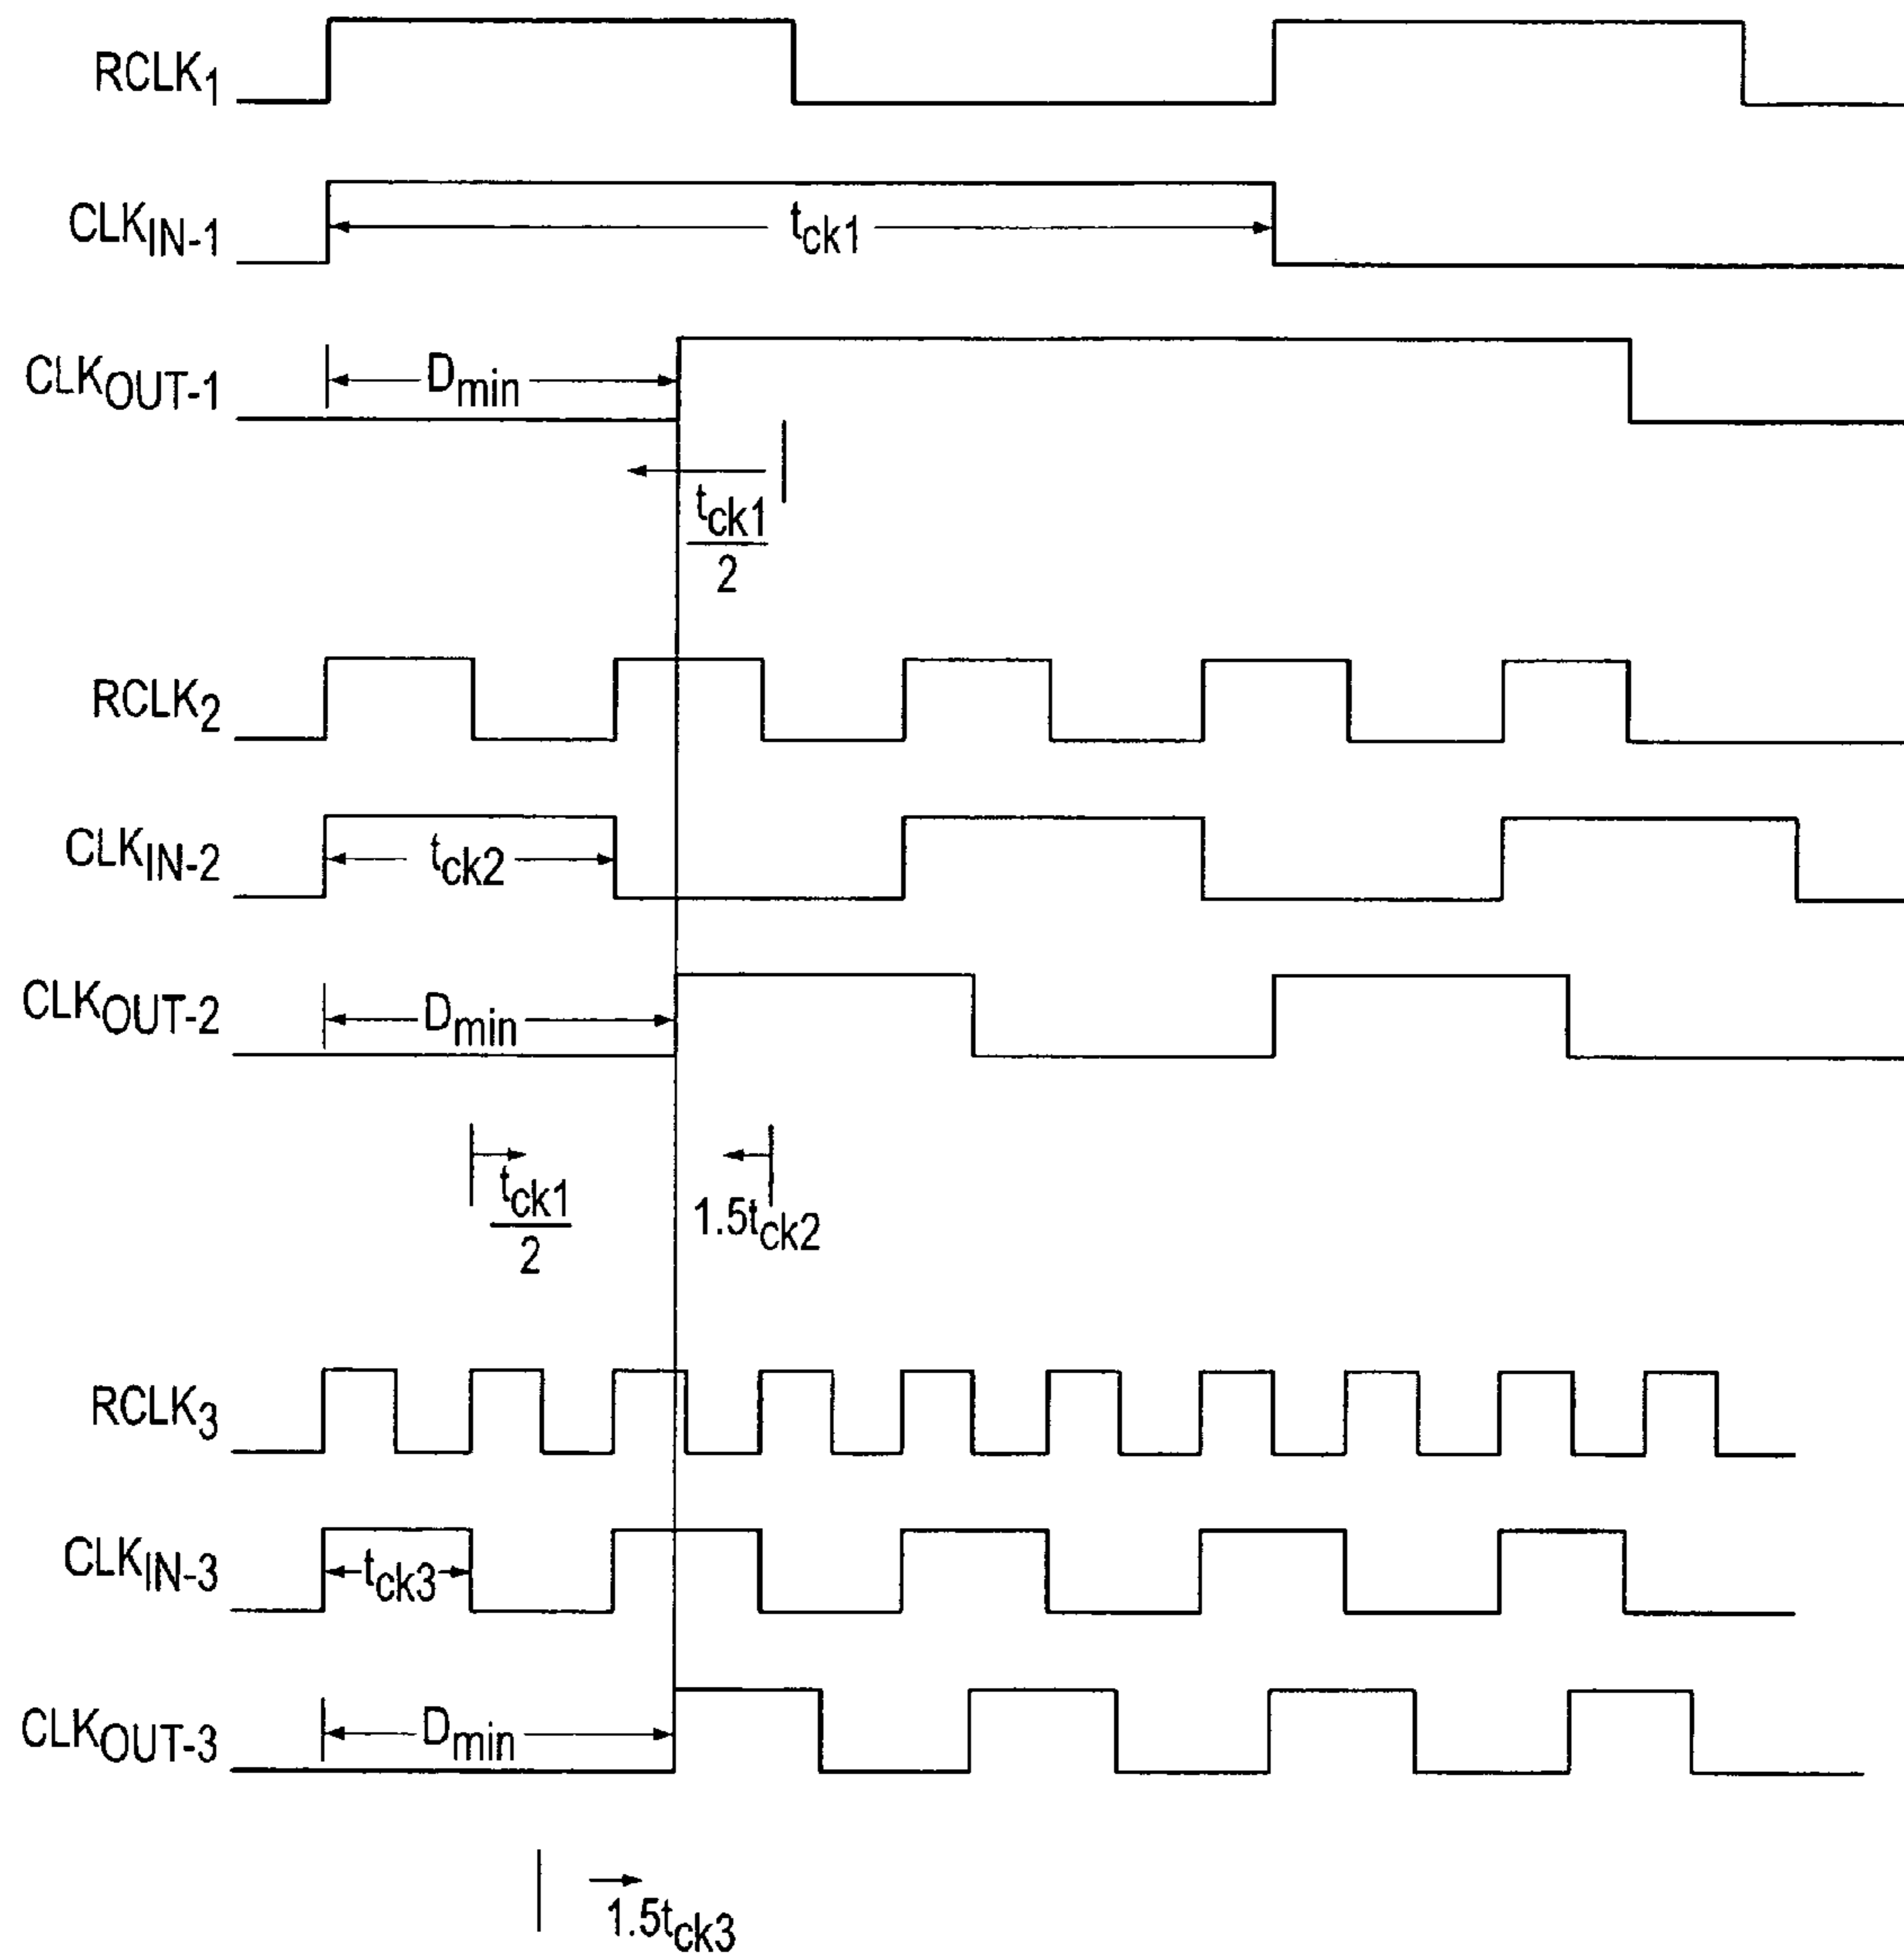 RCLK1
CLKIN-1
tck1
CLKOUT-1
Dmin
tck1
2
RCLK2
CLKIN-2
tck2
CLKOUT-2
Dmin
tck1
2
1.5tck2
RCLK3
CLKIN-3
tck3
CLKOUT-3
Dmin
1.5tck3